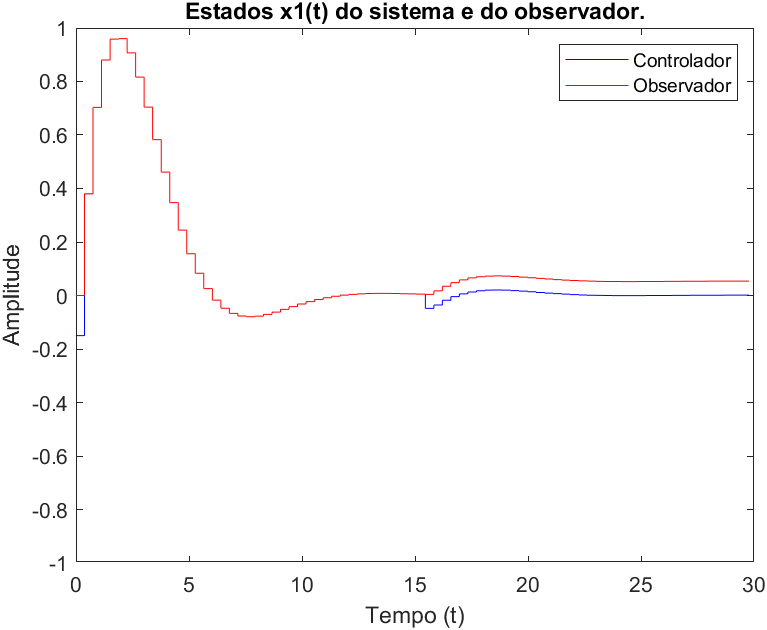 Estados x1(t) do sistema e do observador.
Controlador
Observador
1
0.8
0.6
0.4
0.2
0
-0.2
-0.4
-0.6
-0.8
-1
Amplitude
0 5 10 15 20 25 30
Tempo (t)